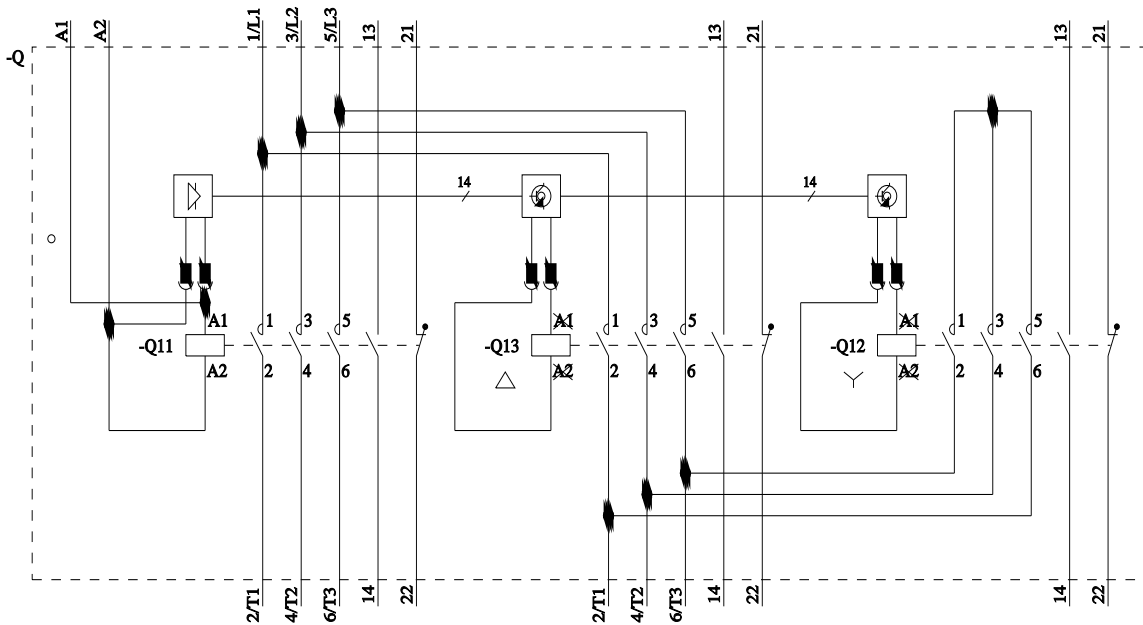 A1 A2 1/L1 3/L2 5/L3 13 21 13 21 13 21
-Q
14 14
A1 1 3 5 A1 1 3 5 A1 1 3 5
-Q11 -Q13 -Q12
A2 2 4 6 A2 2 4 6 A2 2 4 6
2/T1 4/T2 6/T3 14 22 2/T1 4/T2 6/T3 14 22 14 22